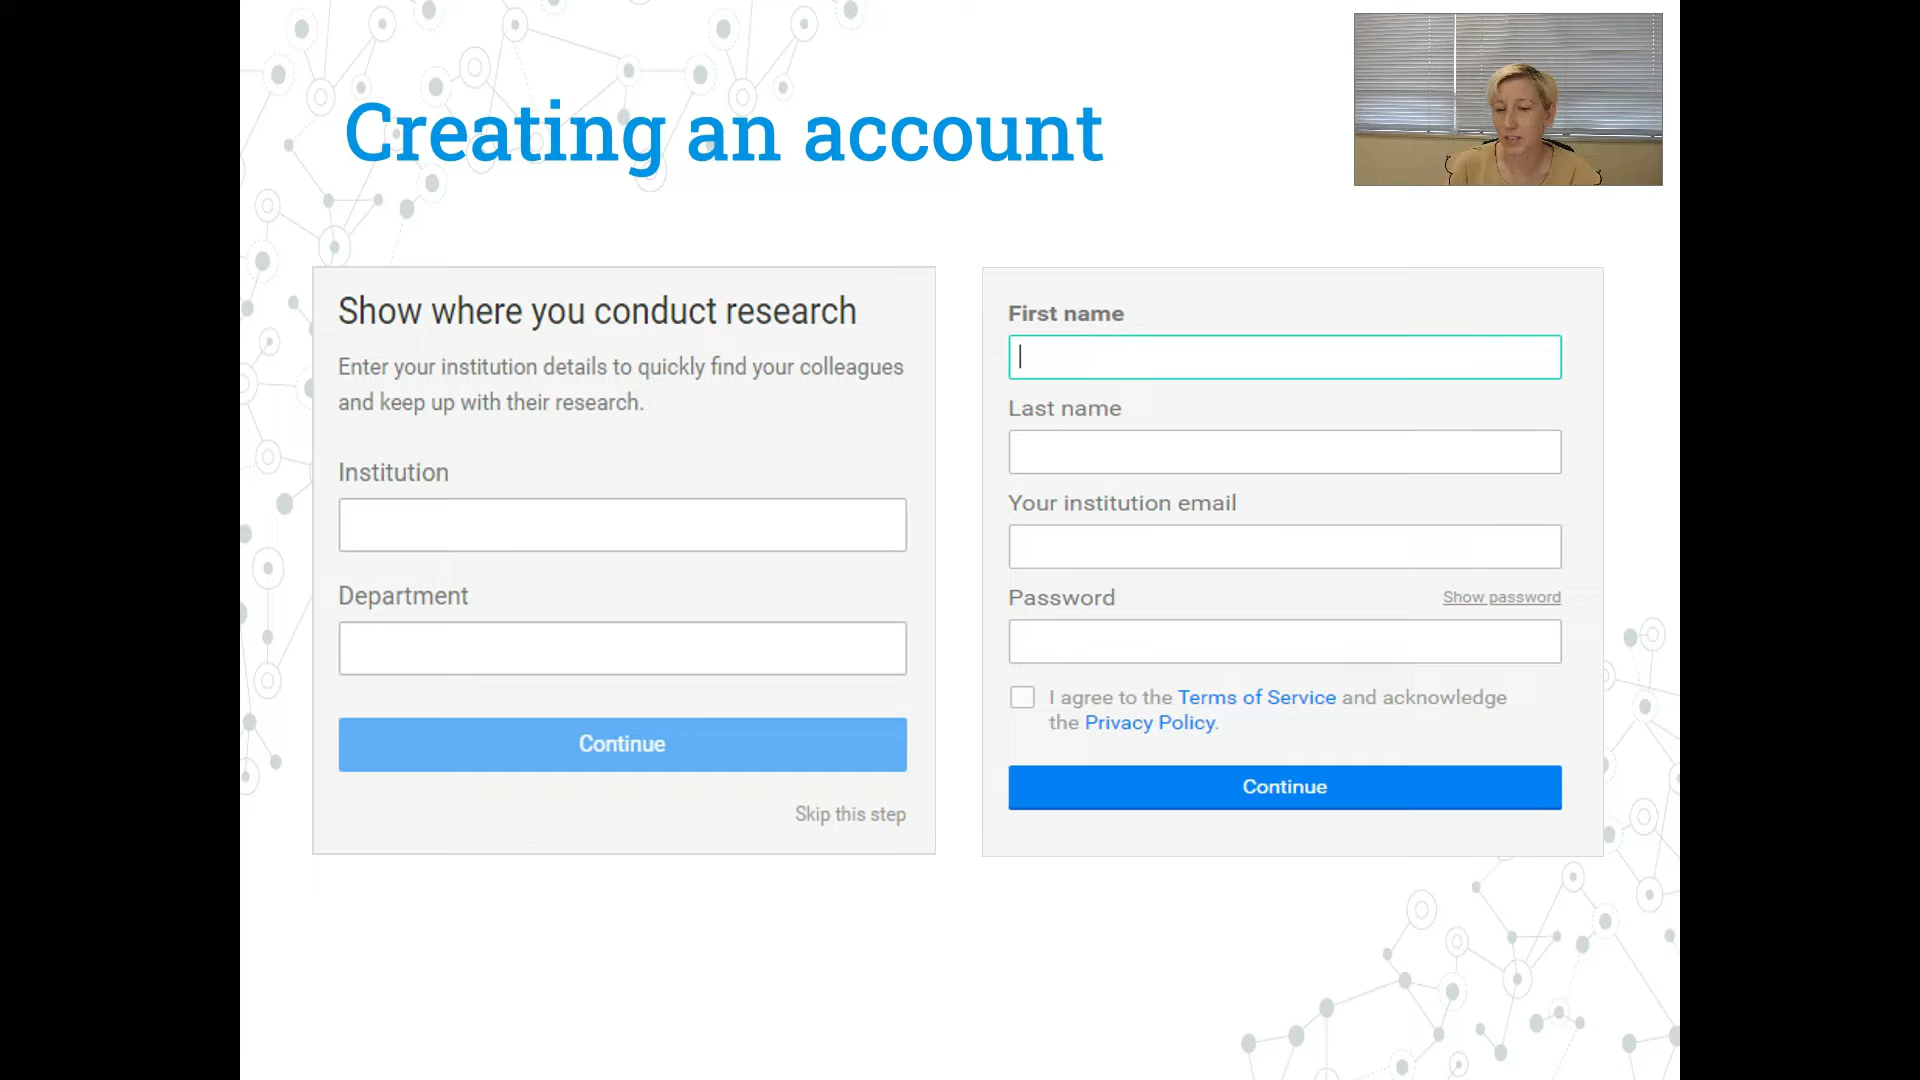 Creating an account
Show where you conduct research
Enter your institution details to quickly find your colleagues
and keep up with their research.
Institution
Department
Continue
Skip this step
First name
Last name
Your institution email
Password
Show password
I agree to the Terms of Service and acknowledge
the Privacy Policy.
Continue